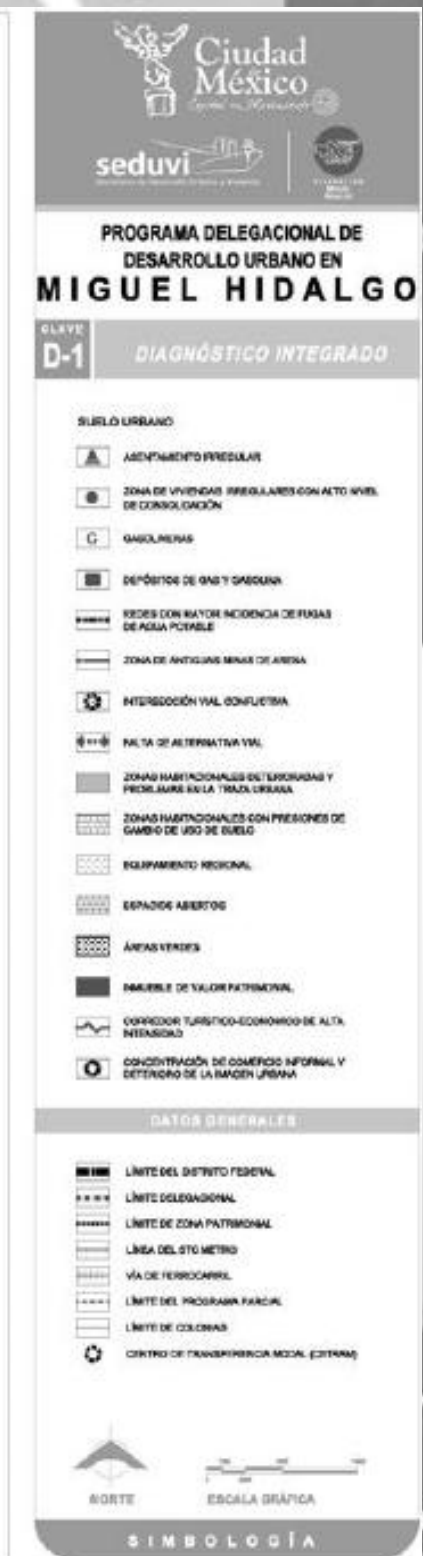 Ciudad
México
Capital en Movimiento
seduvi
PROGRAMA DELEGACIONAL DE
DESARROLLO URBANO EN
MIGUEL HIDALGO
CLAVE
D-1
DIAGNÓSTICO INTEGRADO
SUELO URBANO
ASENTAMIENTO IRREGULAR
ZONA DE VIVIENDAS IRREGULARES CON ALTO NIVEL
DE CONSOLIDACIÓN
G
GASOLINERAS
DEPÓSITOS DE GAS Y GASOLINA
REDES CON MAYOR INCIDENCIA DE FUGAS
DE AGUA POTABLE
ZONA DE ANTIGUAS MINAS DE ARENA
INTERSECCIÓN VIAL CONFLICTIVA
FALTA DE ALTERNATIVA VIAL
ZONAS HABITACIONALES DETERIORADAS Y
PROBLEMAS EN LA TRAZA URBANA
ZONAS HABITACIONALES CON PRESIONES DE
CAMBIO DE USO DE SUELO
EQUIPAMIENTO REGIONAL
ESPACIOS ABIERTOS
ÁREAS VERDES
INMUEBLE DE VALOR PATRIMONIAL
CORREDOR TURÍSTICO-ECONÓMICO DE ALTA
INTENSIDAD
CONCENTRACIÓN DE COMERCIO INFORMAL Y
DETERIORO DE LA IMAGEN URBANA
DATOS GENERALES
LÍMITE DEL DISTRITO FEDERAL
LÍMITE DELEGACIONAL
LÍMITE DE ZONA PATRIMONIAL
LÍNEA DEL STC METRO
VÍA DE FERROCARRIL
LÍMITE DEL PROGRAMA PARCIAL
LÍMITE DE COLONIAS
CENTRO DE TRANSFERENCIA MODAL (CETRAM)
NORTE
ESCALA GRÁFICA
SIMBOLOGÍA